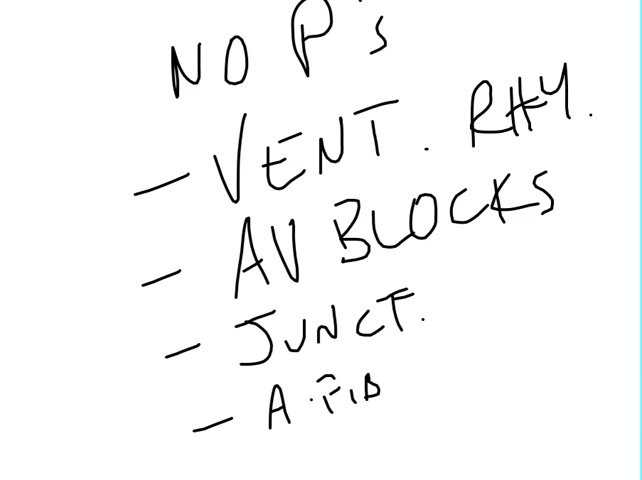 NO P's
- VENT. RHY.
- AV BLOCKS
- JUNCT.
- A.FIB